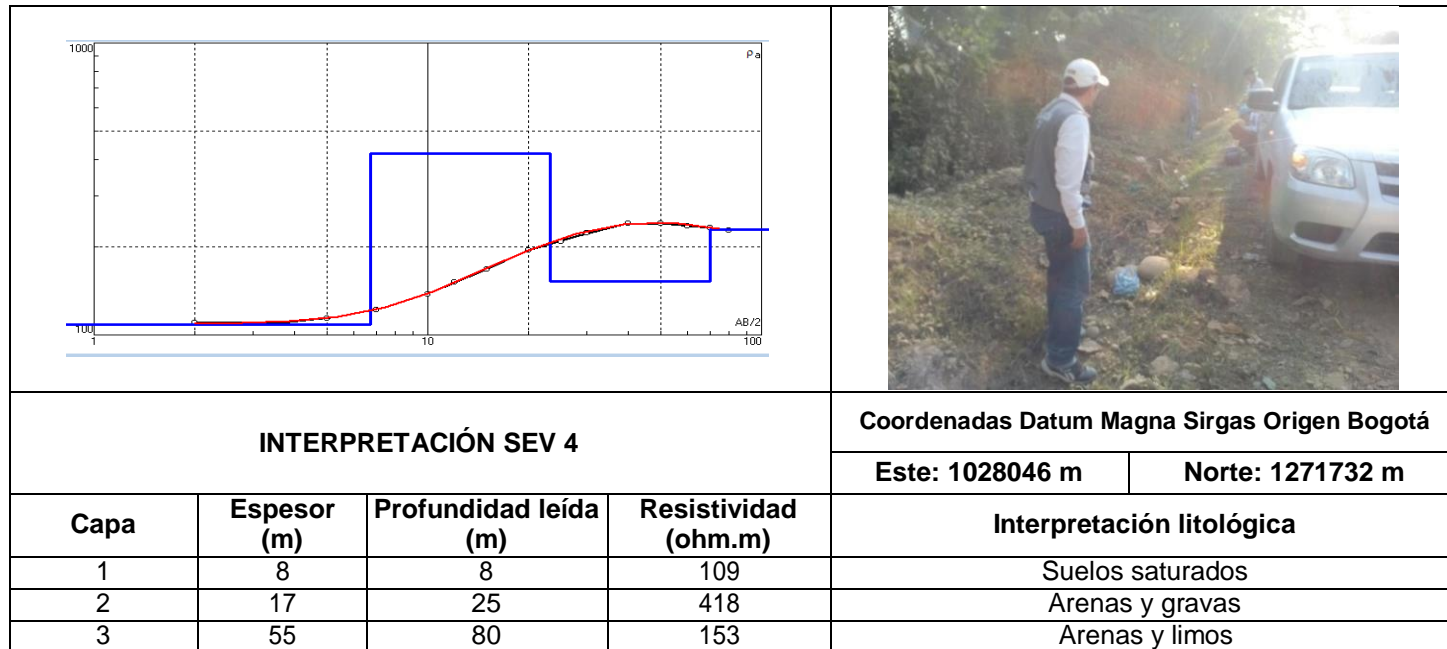 1000
ρa
100
AB/2
1
10
100
INTERPRETACIÓN SEV 4
Coordenadas Datum Magna Sirgas Origen Bogotá
Este: 1028046 m Norte: 1271732 m
Capa Espesor (m) Profundidad leída (m) Resistividad (ohm.m) Interpretación litológica
1 8 8 109 Suelos saturados
2 17 25 418 Arenas y gravas
3 55 80 153 Arenas y limos